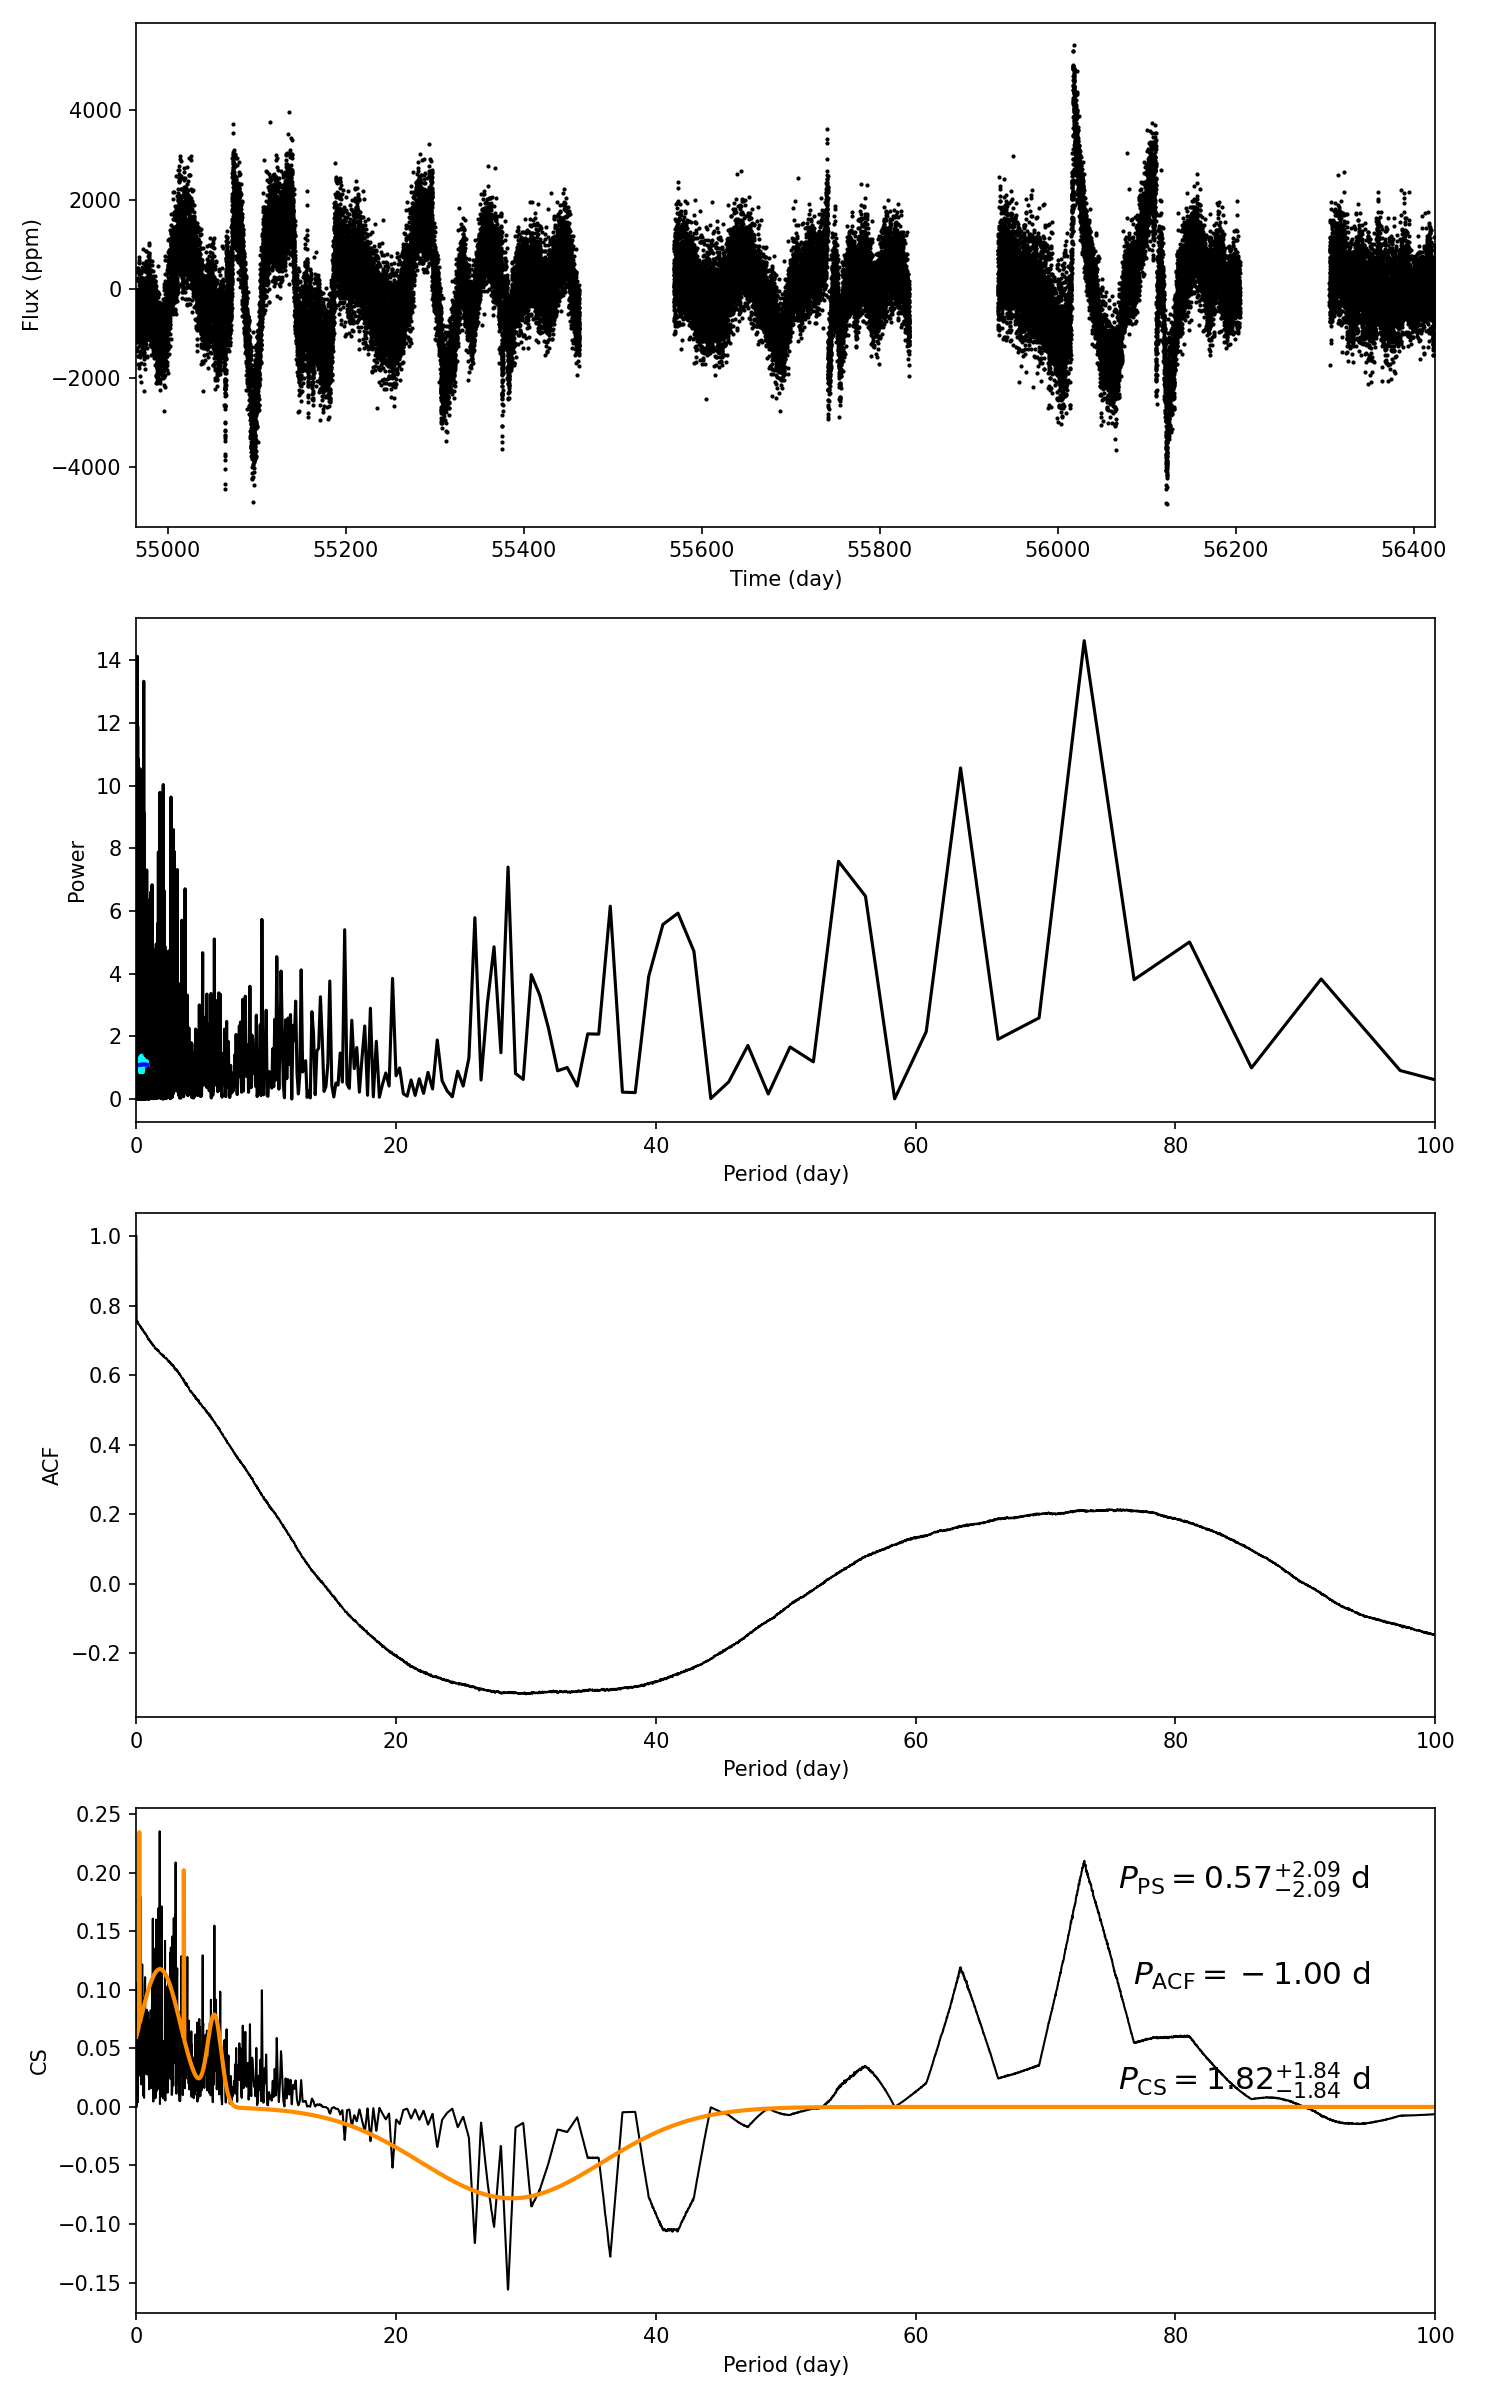 4000
2000
0
−2000
−4000
Flux (ppm)
55000 55200 55400 55600 55800 56000 56200 56400
Time (day)
14
12
10
8
6
4
2
0
Power
0 20 40 60 80 100
Period (day)
1.0
0.8
0.6
0.4
0.2
0.0
−0.2
ACF
0 20 40 60 80 100
Period (day)
0.25
0.20
0.15
0.10
0.05
0.00
−0.05
−0.10
−0.15
CS
P_PS = 0.57 +2.09 −2.09 d
P_ACF = −1.00 d
P_CS = 1.82 +1.84 −1.84 d
0 20 40 60 80 100
Period (day)